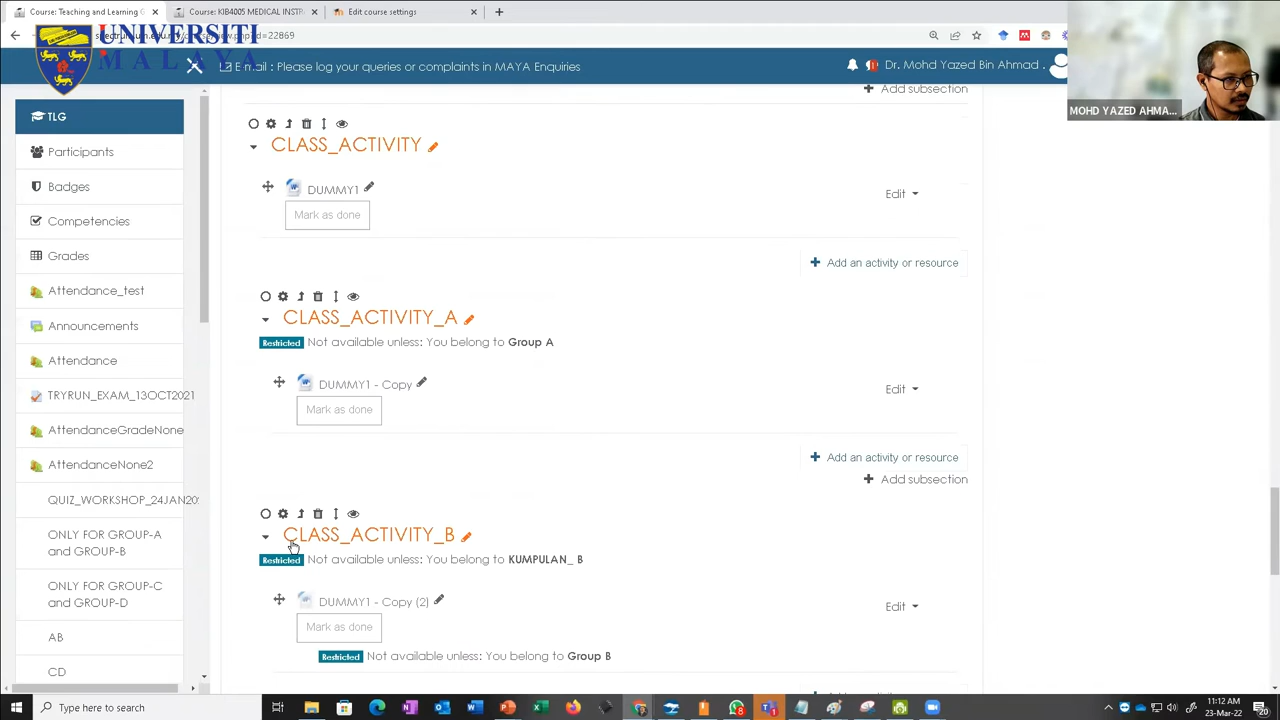 Course: Teaching and Learning G
Course: KIB4005 MEDICAL INSTR
Edit course settings
22869
UNIVERSITI
MALAYA
E mail : Please log your queries or complaints in MAYA Enquiries
Dr. Mohd Yazed Bin Ahmad .
MOHD YAZED AHMA...
TLG
Participants
Badges
Competencies
Grades
Attendance_test
Announcements
Attendance
TRYRUN_EXAM_13OCT2021
AttendanceGradeNone
AttendanceNone2
QUIZ_WORKSHOP_24JAN20
ONLY FOR GROUP-A
and GROUP-B
ONLY FOR GROUP-C
and GROUP-D
AB
CD
Add subsection
CLASS_ACTIVITY
DUMMY1
Edit
Mark as done
Add an activity or resource
CLASS_ACTIVITY_A
Restricted Not available unless: You belong to Group A
DUMMY1 - Copy
Edit
Mark as done
Add an activity or resource
Add subsection
CLASS_ACTIVITY_B
Restricted Not available unless: You belong to KUMPULAN_ B
DUMMY1 - Copy (2)
Edit
Mark as done
Restricted Not available unless: You belong to Group B
Type here to search
11:12 AM
23-Mar-22
20